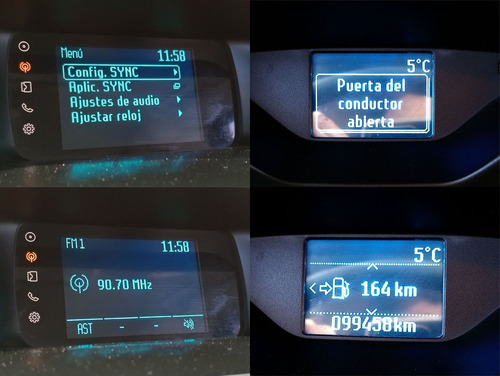 Menú 11:58
Config. SYNC
Aplic. SYNC
Ajustes de audio
Ajustar reloj
5°C
Puerta del
conductor
abierta
FM1 11:58
90.70 MHz
AST - -
5°C
164 km
099458km